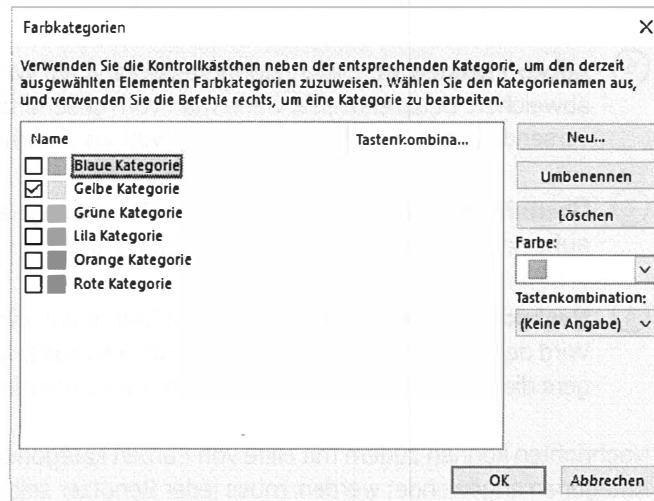 Farbkategorien
Verwenden Sie die Kontrollkästchen neben der entsprechenden Kategorie, um den derzeit
ausgewählten Elementen Farbkategorien zuzuweisen. Wählen Sie den Kategorienamen aus,
und verwenden Sie die Befehle rechts, um eine Kategorie zu bearbeiten.
Name Tastenkombina...
Blaue Kategorie
Gelbe Kategorie
Grüne Kategorie
Lila Kategorie
Orange Kategorie
Rote Kategorie
Neu...
Umbenennen
Löschen
Farbe:
Tastenkombination:
(Keine Angabe)
OK Abbrechen